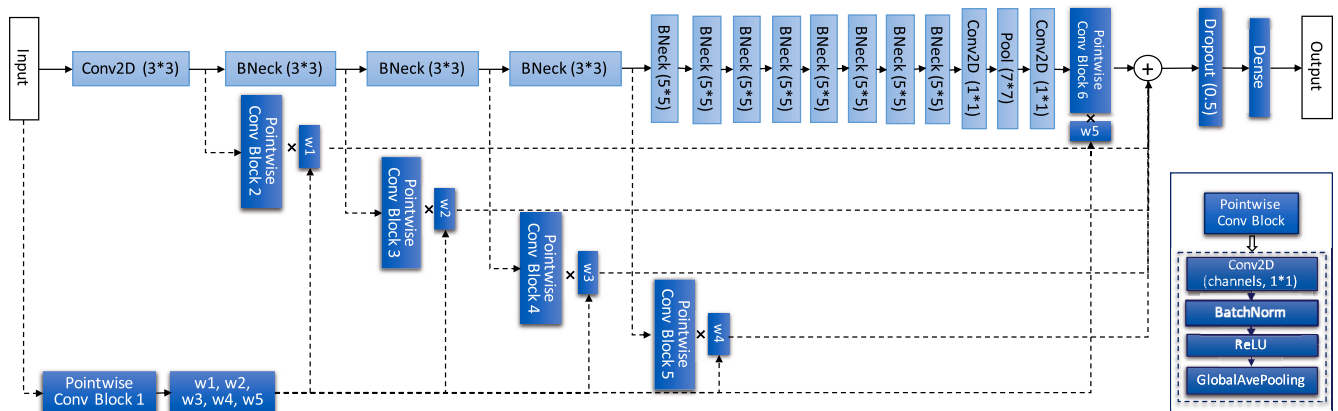 Input
Conv2D (3*3)
BNeck (3*3)
BNeck (3*3)
BNeck (3*3)
BNeck (5*5)
BNeck (5*5)
BNeck (5*5)
BNeck (5*5)
BNeck (5*5)
BNeck (5*5)
BNeck (5*5)
BNeck (5*5)
Conv2D (1*1)
Pool (7*7)
Conv2D (1*1)
Pointwise
Conv Block 6
×
w5
+
Dropout (0.5)
Dense
Output
Pointwise
Conv Block 2
×
w1
Pointwise
Conv Block 3
×
w2
Pointwise
Conv Block 4
×
w3
Pointwise
Conv Block 5
×
w4
Pointwise
Conv Block 1
w1, w2,
w3, w4, w5
Pointwise
Conv Block
Conv2D
(channels, 1*1)
BatchNorm
ReLU
GlobalAvePooling